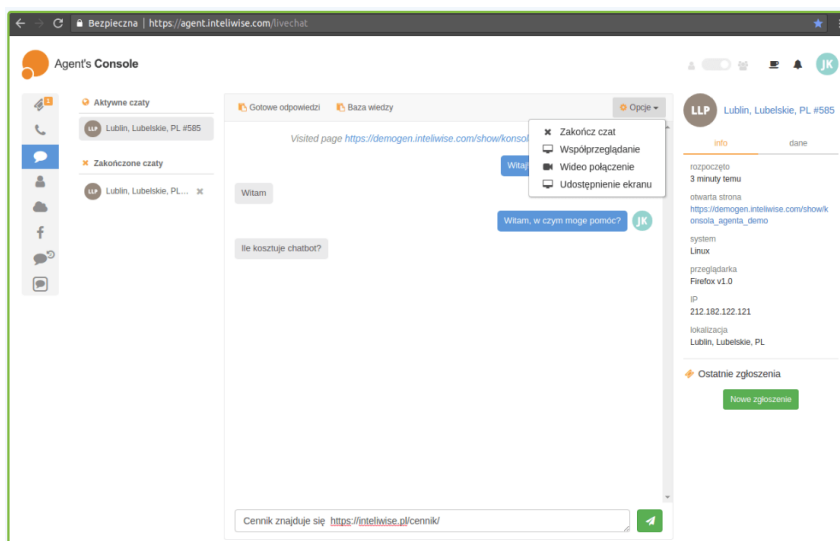 Bezpieczna | https://agent.inteliwise.com/livechat
Agent's Console
JK
1
Aktywne czaty
LLP Lublin, Lubelskie, PL #585
Zakończone czaty
LLP Lublin, Lubelskie, PL...
Gotowe odpowiedzi Baza wiedzy Opcje
Visited page https://demogen.inteliwise.com/show/konsol
Zakończ czat
Współprzeglądanie
Wideo połączenie
Udostępnienie ekranu
Witaj
Witam
Witam, w czym moge pomóc? JK
Ile kosztuje chatbot?
Cennik znajduje się https://inteliwise.pl/cennik/
LLP Lublin, Lubelskie, PL #585
info dane
rozpoczęto
3 minuty temu
otwarta strona
https://demogen.inteliwise.com/show/k
onsola_agenta_demo
system
Linux
przeglądarka
Firefox v1.0
IP
212.182.122.121
lokalizacja
Lublin, Lubelskie, PL
Ostatnie zgłoszenia
Nowe zgłoszenie